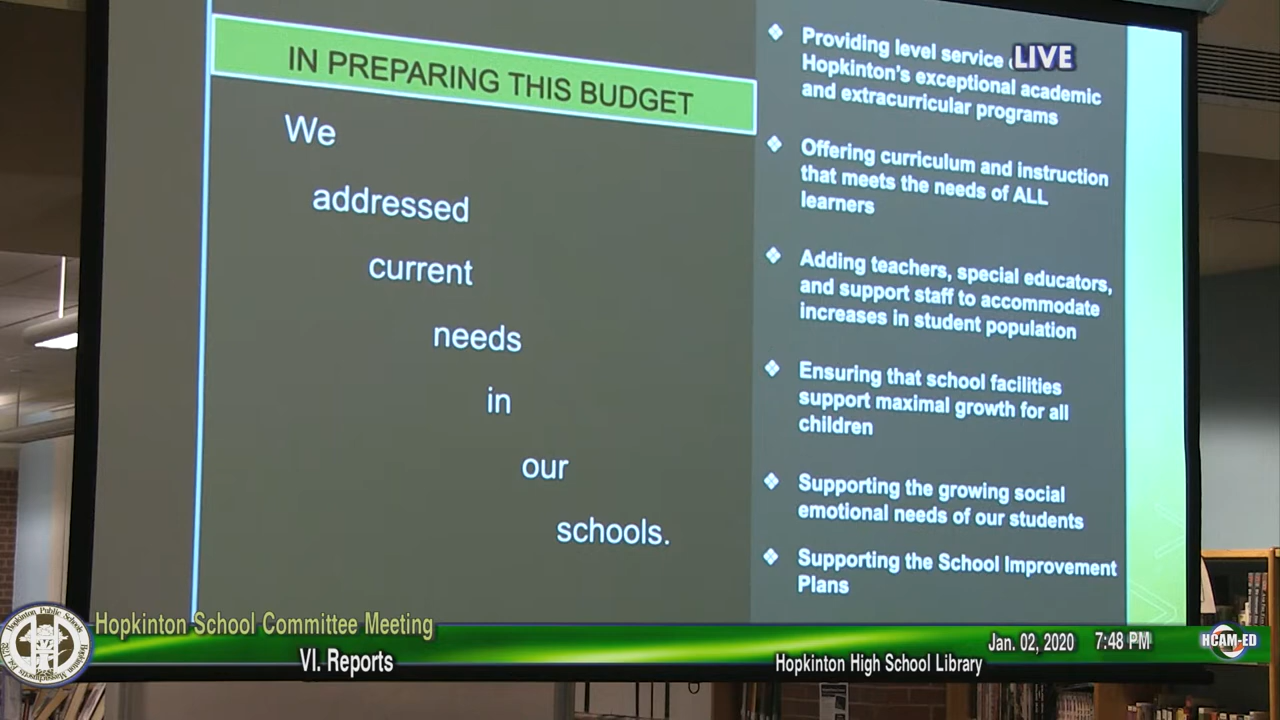 IN PREPARING THIS BUDGET
We
addressed
current
needs
in
our
schools.
Providing level service
LIVE
Hopkinton's exceptional academic
and extracurricular programs
Offering curriculum and instruction
that meets the needs of ALL
learners
Adding teachers, special educators,
and support staff to accommodate
increases in student population
Ensuring that school facilities
support maximal growth for all
children
Supporting the growing social
emotional needs of our students
Supporting the School Improvement
Plans
Hopkinton Public Schools
Hopkinton School Committee Meeting
VI. Reports
Jan. 02, 2020 7:48 PM
Hopkinton High School Library
HCAM-ED